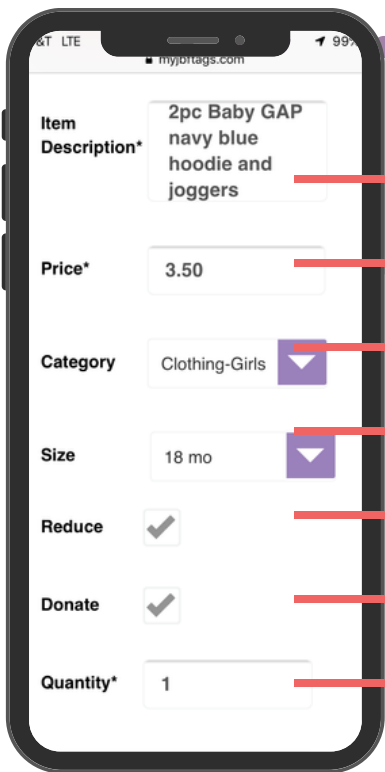 LTE
99%
myjbftags.com
Item
Description*
2pc Baby GAP
navy blue
hoodie and
joggers
Price*
3.50
Category
Clothing-Girls
Size
18 mo
Reduce
Donate
Quantity*
1